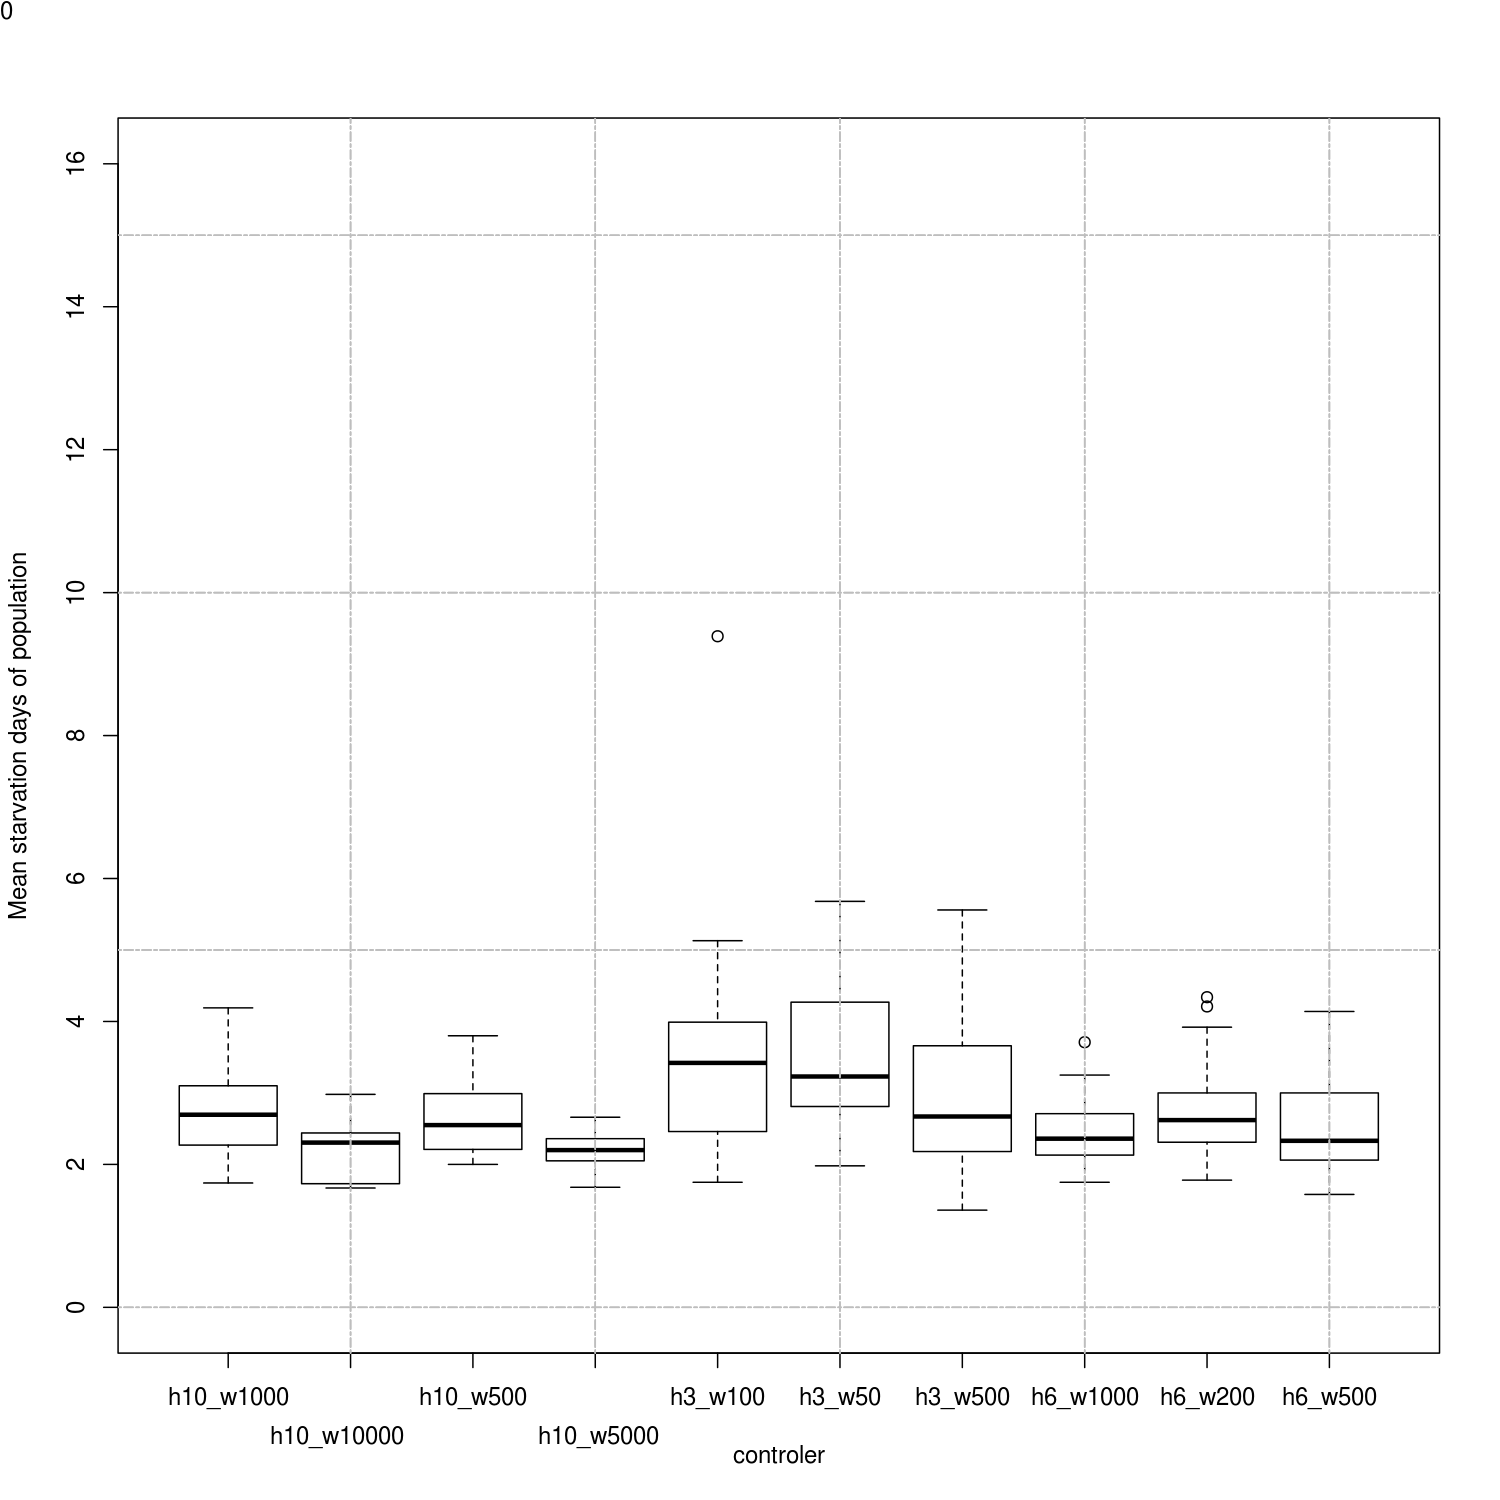 0
16
14
12
10
8
6
4
2
0
Mean starvation days of population
h10_w1000
h10_w10000
h10_w500
h10_w5000
h3_w100
h3_w50
h3_w500
h6_w1000
h6_w200
h6_w500
controler